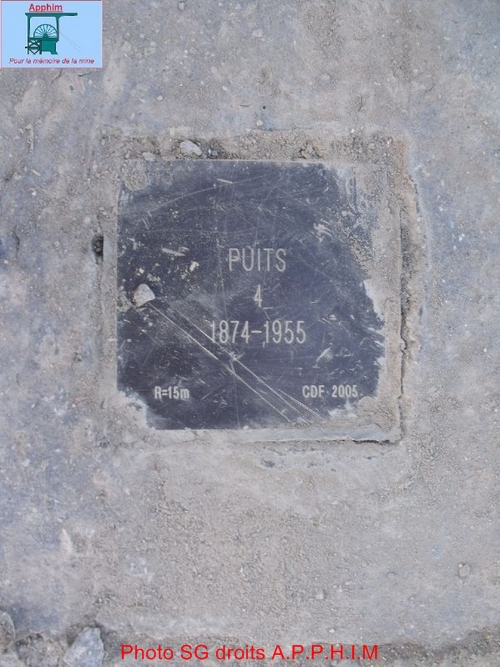 Apphim
Pour la mémoire de la mine
PUITS
4
1874-1955
R=15m CDF 2005
Photo SG droits A.P.P.H.I.M